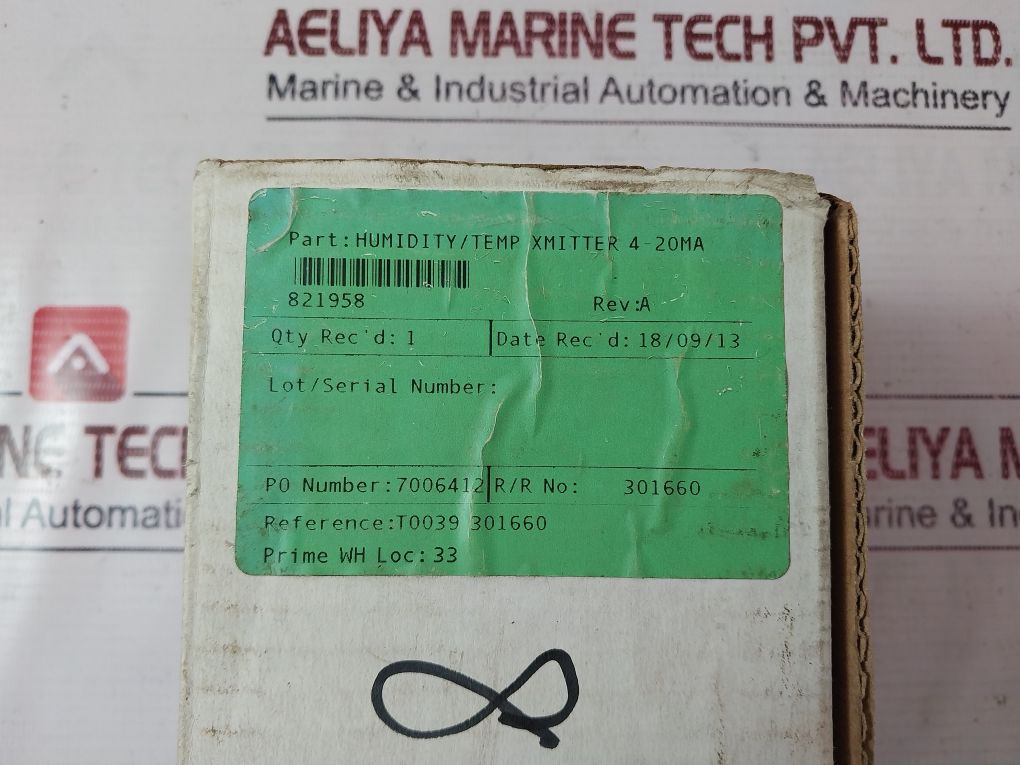 AELIYA MARINE TECH PVT. LTD.
Marine & Industrial Automation & Machinery
Part: HUMIDITY/TEMP XMITTER 4-20MA
821958 Rev:A
Qty Rec'd: 1 Date Rec'd: 18/09/13
Lot/Serial Number:
PO Number: 7006412 R/R No: 301660
Reference: T0039 301660
Prime WH Loc: 33
NE TECH
l Automati
ELIYA M
rine & In